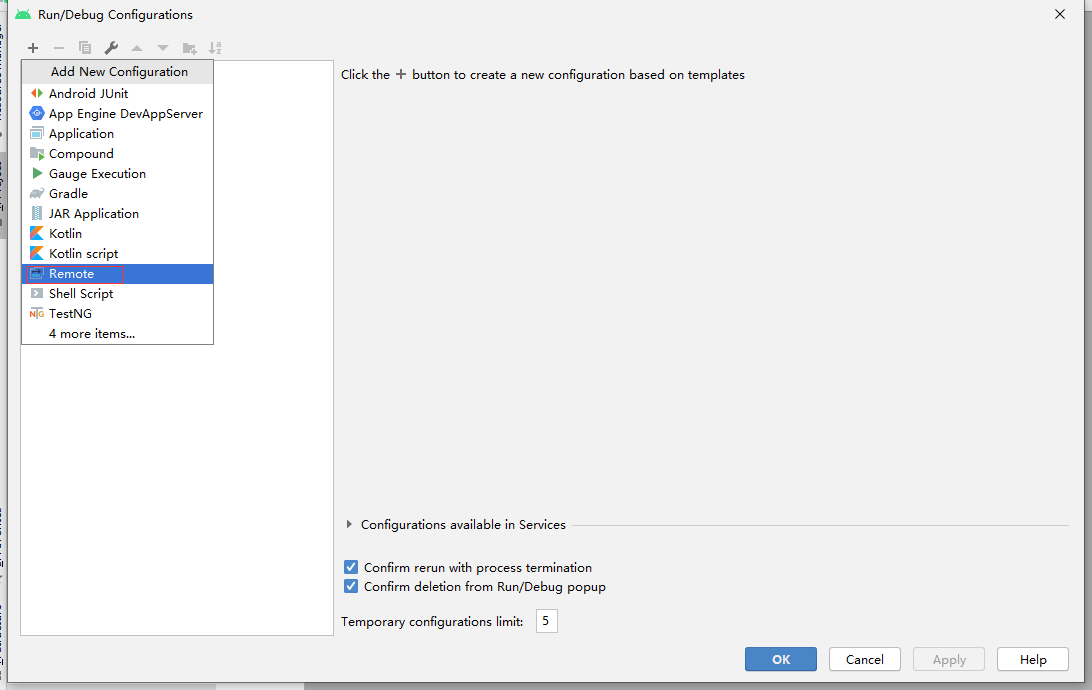 Run/Debug Configurations
Add New Configuration
Android JUnit
App Engine DevAppServer
Application
Compound
Gauge Execution
Gradle
JAR Application
Kotlin
Kotlin script
Remote
Shell Script
TestNG
4 more items...
Click the + button to create a new configuration based on templates
Configurations available in Services
Confirm rerun with process termination
Confirm deletion from Run/Debug popup
Temporary configurations limit: 5
OK Cancel Apply Help